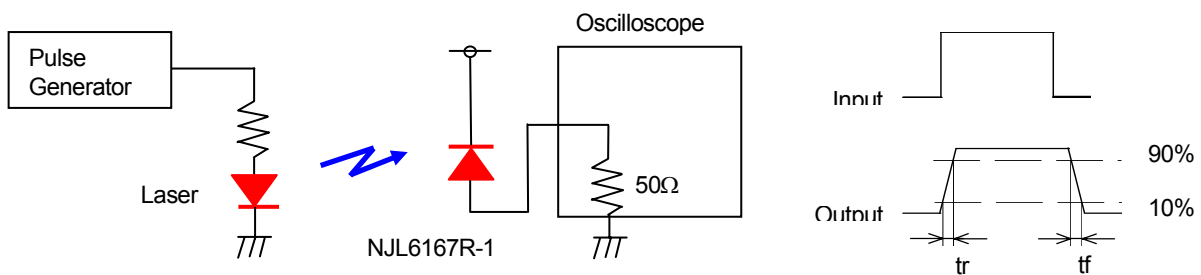 Pulse
Generator
Laser
NJL6167R-1
Oscilloscope
50Ω
Input
Output
90%
10%
tr
tf